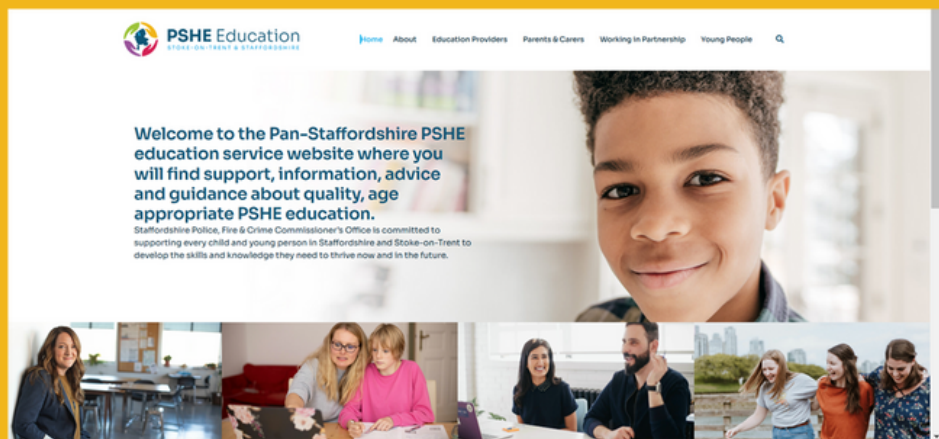 PSHE Education
STOKE-ON-TRENT & STAFFORDSHIRE
Home About Education Providers Parents & Carers Working In Partnership Young People
Welcome to the Pan-Staffordshire PSHE
education service website where you
will find support, information, advice
and guidance about quality, age
appropriate PSHE education.
Staffordshire Police, Fire & Crime Commissioner's Office is committed to
supporting every child and young person in Staffordshire and Stoke-on-Trent to
develop the skills and knowledge they need to thrive now and in the future.